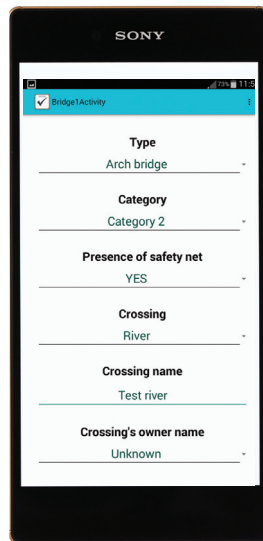 SONY
73% 11:5
Bridge1Activity
Type
Arch bridge
Category
Category 2
Presence of safety net
YES
Crossing
River
Crossing name
Test river
Crossing's owner name
Unknown